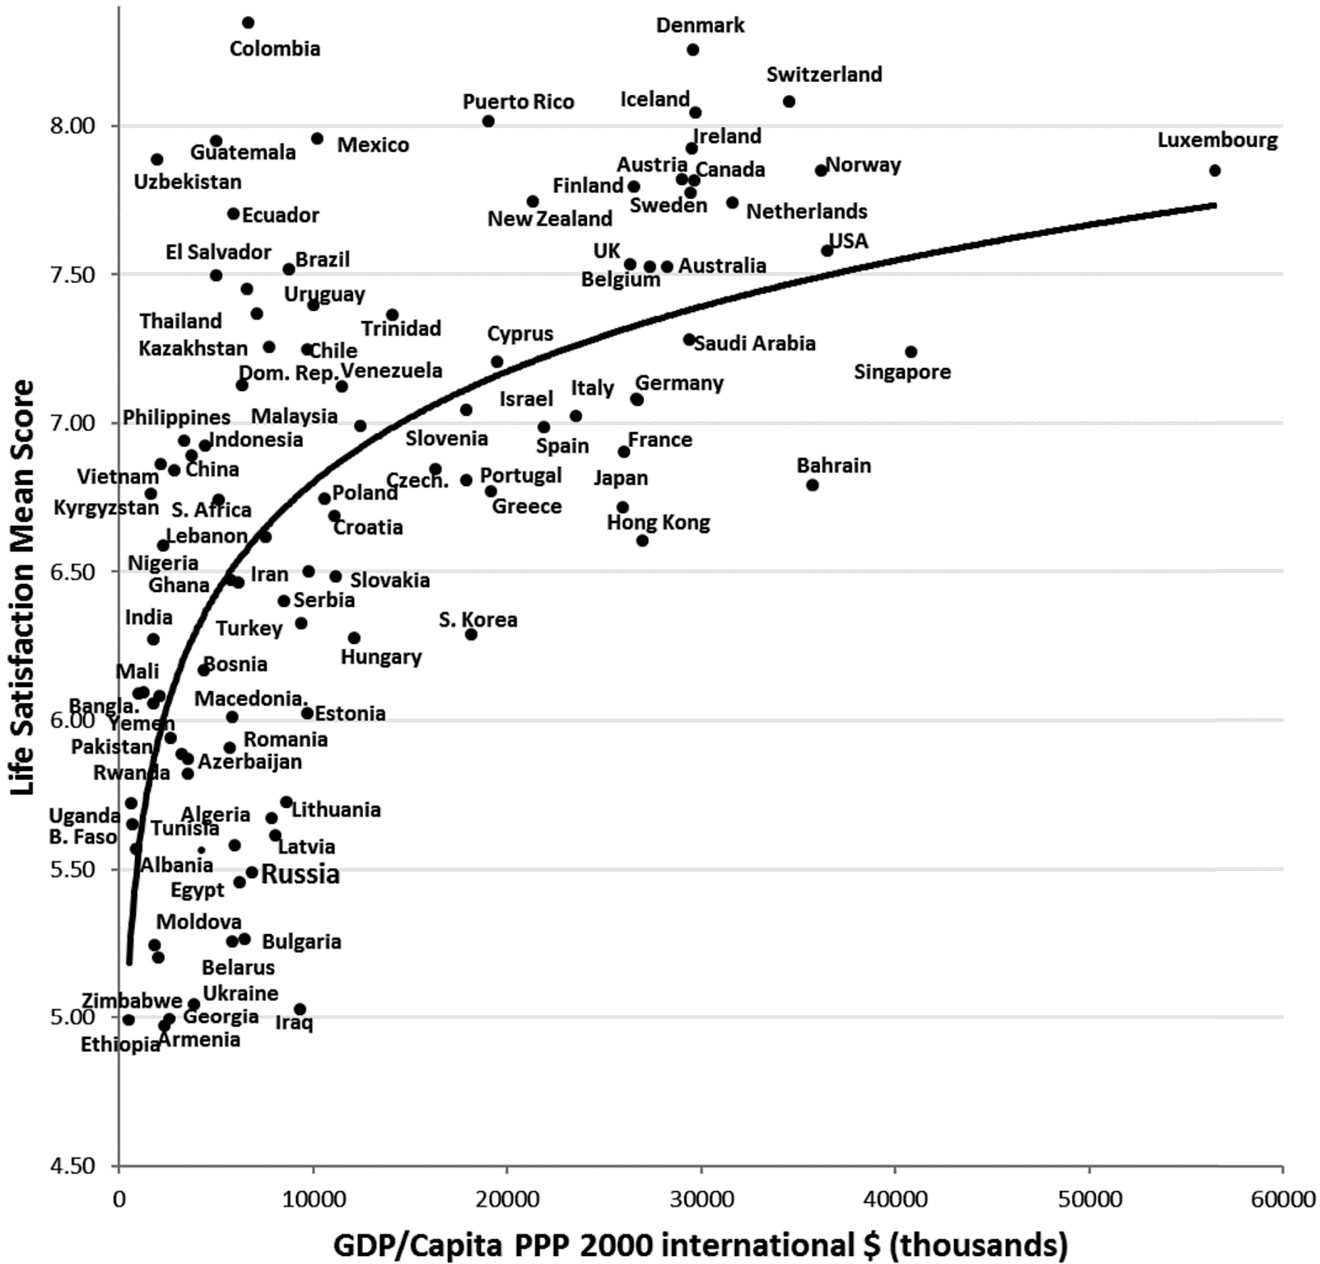 Denmark
Colombia
Switzerland
Puerto Rico
Iceland
8.00
Ireland
Guatemala
Mexico
Luxembourg
Austria
Canada
Norway
Uzbekistan
Finland
Sweden
Netherlands
Ecuador
New Zealand
USA
El Salvador
Brazil
UK
Australia
7.50
Belgium
Uruguay
Thailand
Trinidad
Cyprus
Kazakhstan
Chile
Saudi Arabia
Dom. Rep.
Venezuela
Singapore
Italy
Germany
Israel
Philippines
Malaysia
7.00
Indonesia
Slovenia
Spain
France
China
Vietnam
Czech.
Portugal
Japan
Bahrain
Poland
Kyrgyzstan
S. Africa
Greece
Croatia
Hong Kong
Lebanon
Nigeria
6.50
Ghana
Iran
Slovakia
Serbia
India
Turkey
S. Korea
Hungary
Mali
Bosnia
Bangla.
Macedonia.
Estonia
6.00
Yemen
Pakistan
Romania
Rwanda
Azerbaijan
Uganda
Algeria
Lithuania
B. Faso
Tunisia
Latvia
Albania
5.50
Russia
Egypt
Moldova
Bulgaria
Belarus
Zimbabwe
Ukraine
5.00
Georgia
Iraq
Ethiopia
Armenia
4.50
Life Satisfaction Mean Score
0 10000 20000 30000 40000 50000 60000
GDP/Capita PPP 2000 international $ (thousands)